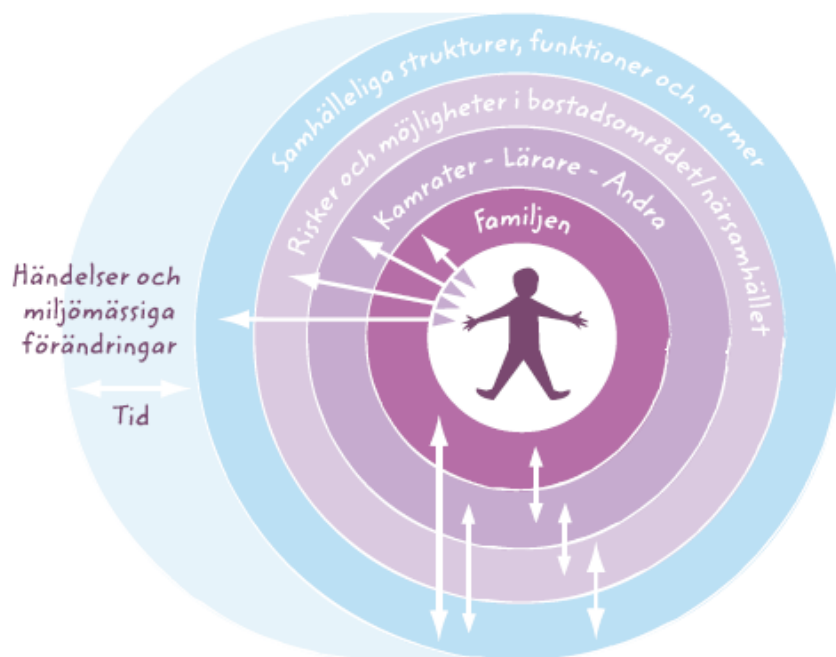 Samhälleliga strukturer, funktioner och normer
Risker och möjligheter i bostadsområdet/närsamhället
Kamrater - Lärare - Andra
Familjen
Händelser och
miljömässiga
förändringar
Tid